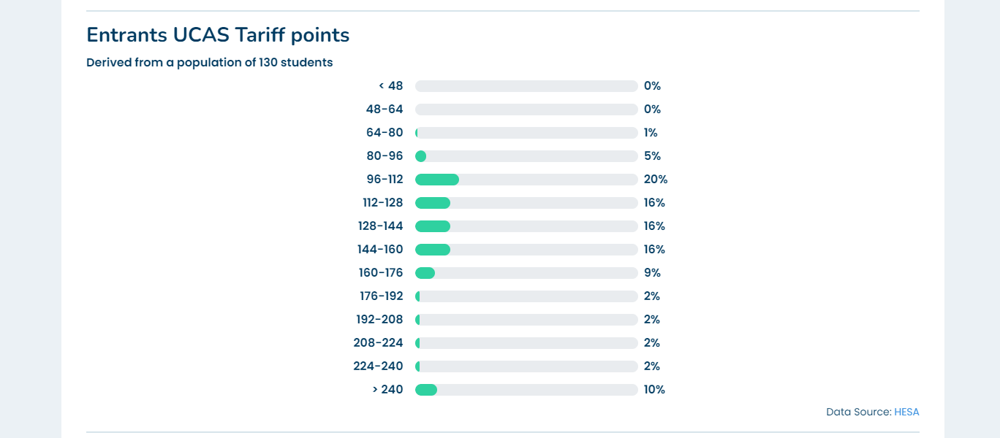 Entrants UCAS Tariff points
Derived from a population of 130 students
< 48 0%
48-64 0%
64-80 1%
80-96 5%
96-112 20%
112-128 16%
128-144 16%
144-160 16%
160-176 9%
176-192 2%
192-208 2%
208-224 2%
224-240 2%
> 240 10%
Data Source: HESA